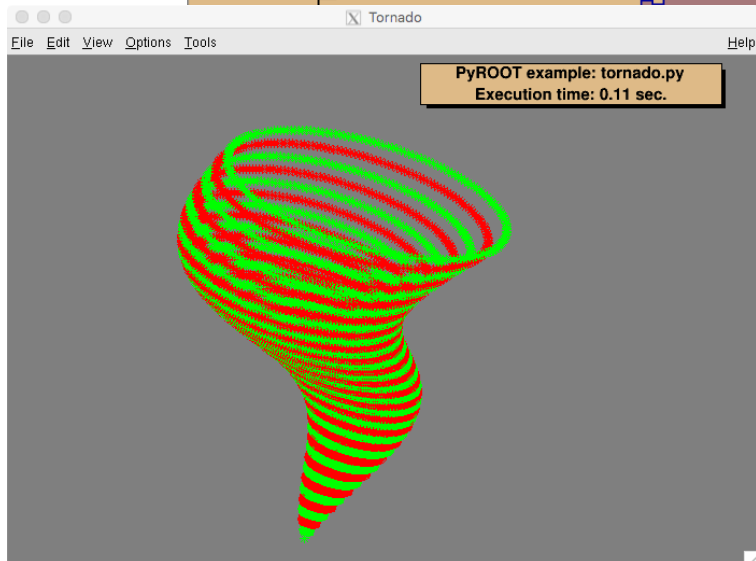 Tornado
File Edit View Options Tools Help
PyROOT example: tornado.py
Execution time: 0.11 sec.